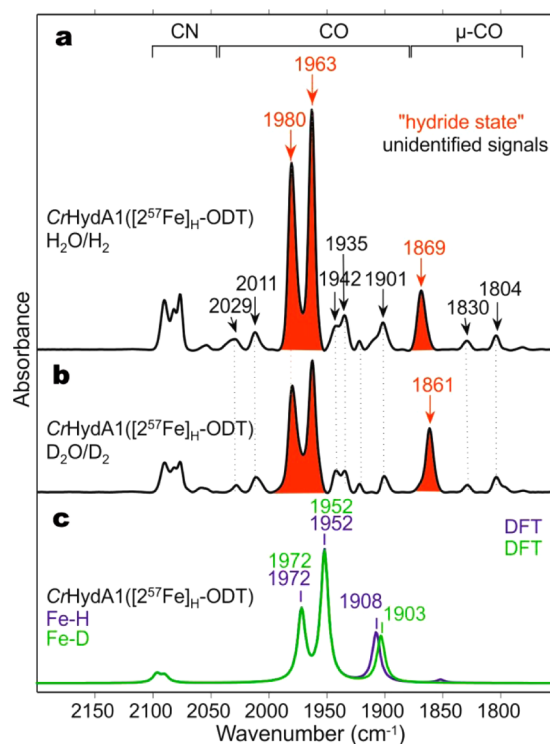 a
CN
CO
μ-CO
1963
1980
"hydride state"
unidentified signals
CrHydA1([2⁵⁷Fe]H-ODT)
H₂O/H₂
1935
1942
1901
1869
2011
2029
1804
1830
Absorbance
b
1861
CrHydA1([2⁵⁷Fe]H-ODT)
D₂O/D₂
c
1952
1952
DFT
DFT
1972
1972
CrHydA1([2⁵⁷Fe]H-ODT)
Fe-H
Fe-D
1908
1903
2150 2100 2050 2000 1950 1900 1850 1800
Wavenumber (cm⁻¹)